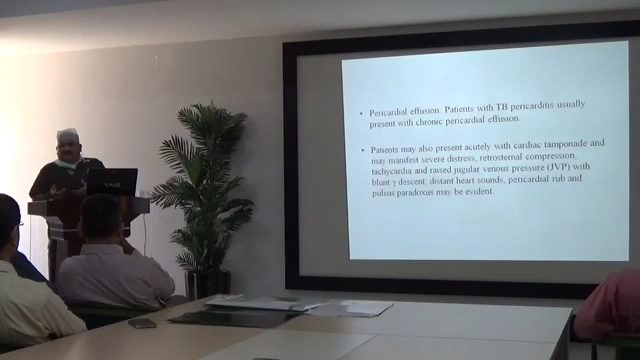 • Pericardial effusion Patients with TB pericarditis usually
present with chronic pericardial effusion
• Patients may also present acutely with cardiac tamponade and
may manifest severe distress, retrosternal compression,
tachycardia and raised jugular venous pressure (JVP) with
blunt y descent, distant heart sounds, pericardial rub and
pulsus paradoxus may be evident.
VAIO